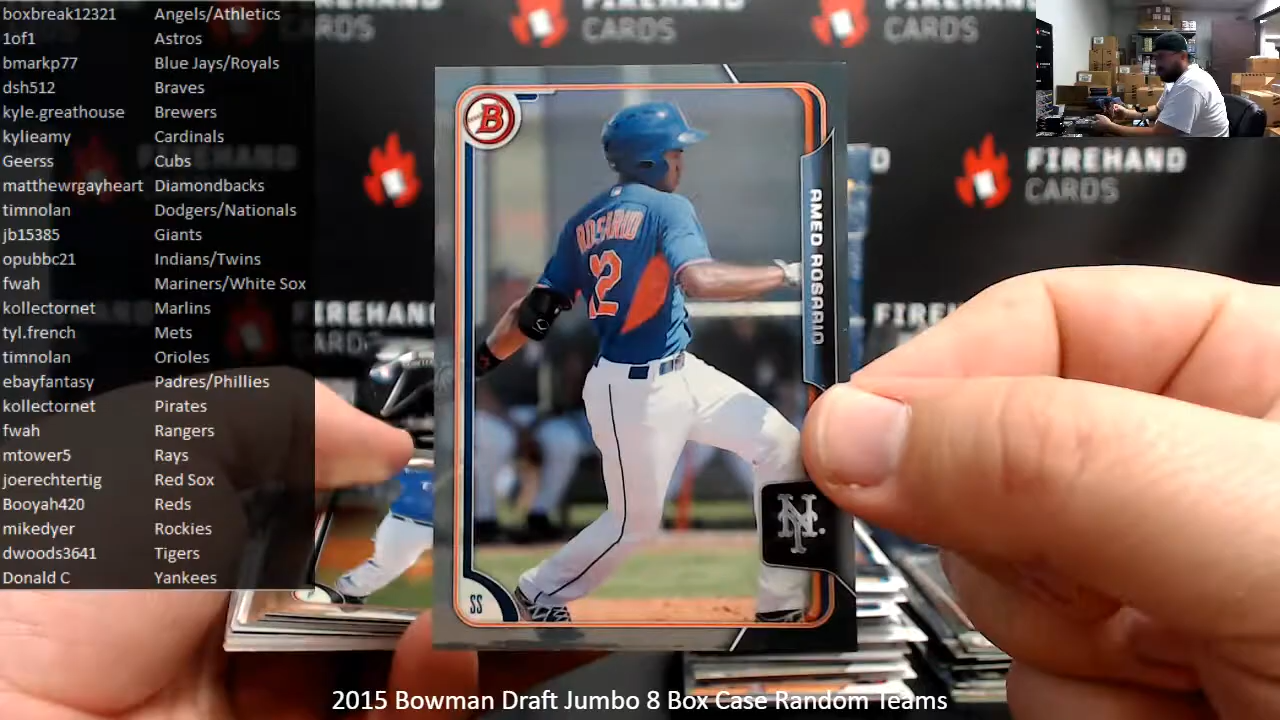 boxbreak12321 Angels/Athletics
1of1 Astros
bmarkp77 Blue Jays/Royals
dsh512 Braves
kyle.greathouse Brewers
kylieamy Cardinals
Geerss Cubs
matthewrgayheart Diamondbacks
timnolan Dodgers/Nationals
jb15385 Giants
opubbc21 Indians/Twins
fwah Mariners/White Sox
kollectornet Marlins
tyl.french Mets
timnolan Orioles
ebayfantasy Padres/Phillies
kollectornet Pirates
fwah Rangers
mtower5 Rays
joerechtertig Red Sox
Booyah420 Reds
mikedyer Rockies
dwoods3641 Tigers
Donald C Yankees
FIREHAND
CARDS
CARDS
CARDS
FIREHAND
CARDS
B
ROSARIO
12
AMED ROSARIO
NY
SS
2015 Bowman Draft Jumbo 8 Box Case Random Teams